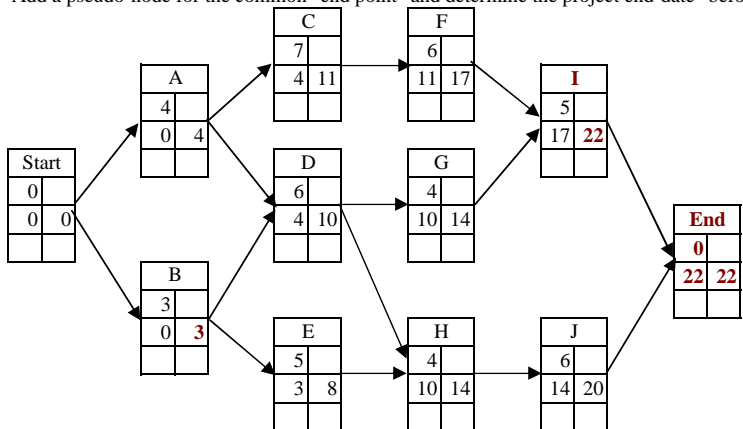 Add a pseudo-node for the common "end point" and determine the project end-date
C
7
4 11
F
6
11 17
A
4
0 4
I
5
17 22
Start
0
0 0
D
6
4 10
G
4
10 14
End
0
22 22
B
3
0 3
E
5
3 8
H
4
10 14
J
6
14 20